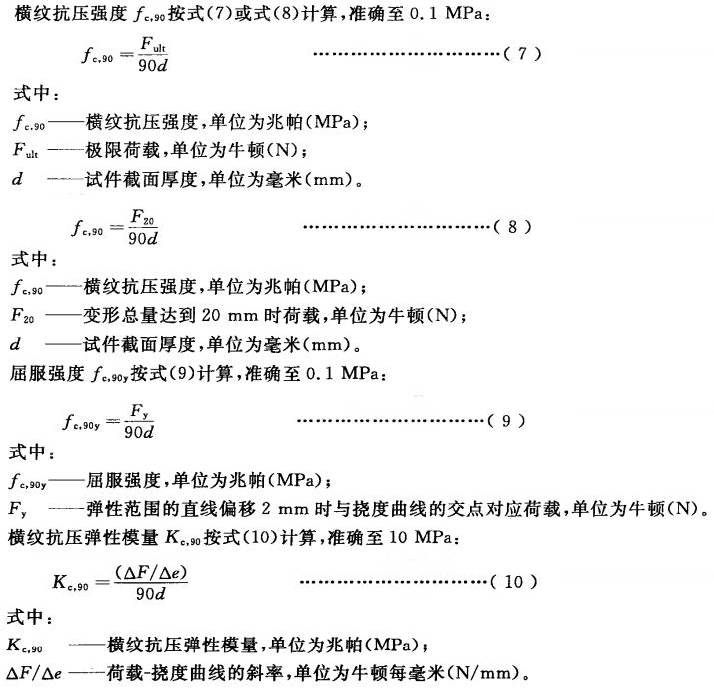 横纹抗压强度 f_{c,90}按式(7)或式(8)计算,准确至 0.1 MPa:
f_{c,90} = \frac{F_{ult}}{90d} ……………………………( 7 )
式中:
f_{c,90}——横纹抗压强度,单位为兆帕(MPa);
F_{ult} ——极限荷载,单位为牛顿(N);
d ——试件截面厚度,单位为毫米(mm)。
f_{c,90} = \frac{F_{20}}{90d} ……………………………( 8 )
式中:
f_{c,90}——横纹抗压强度,单位为兆帕(MPa);
F_{20} ——变形总量达到 20 mm 时荷载,单位为牛顿(N);
d ——试件截面厚度,单位为毫米(mm)。
屈服强度 f_{c,90y}按式(9)计算,准确至 0.1 MPa:
f_{c,90y} = \frac{F_y}{90d} ……………………………( 9 )
式中:
f_{c,90y}——屈服强度,单位为兆帕(MPa);
F_y ——弹性范围的直线偏移 2 mm 时与挠度曲线的交点对应荷载,单位为牛顿(N)。
横纹抗压弹性模量 K_{c,90}按式(10)计算,准确至 10 MPa:
K_{c,90} = \frac{(ΔF/Δe)}{90d} ……………………………( 10 )
式中:
K_{c,90} ——横纹抗压弹性模量,单位为兆帕(MPa);
ΔF/Δe ——荷载-挠度曲线的斜率,单位为牛顿每毫米(N/mm)。